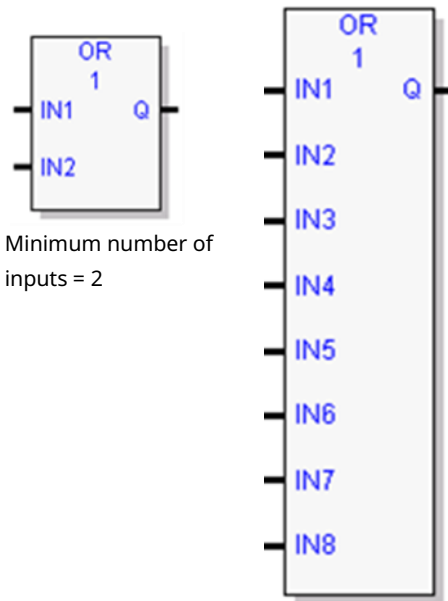 OR
1
IN1 Q
IN2
Minimum number of
inputs = 2
OR
1
IN1 Q
IN2
IN3
IN4
IN5
IN6
IN7
IN8